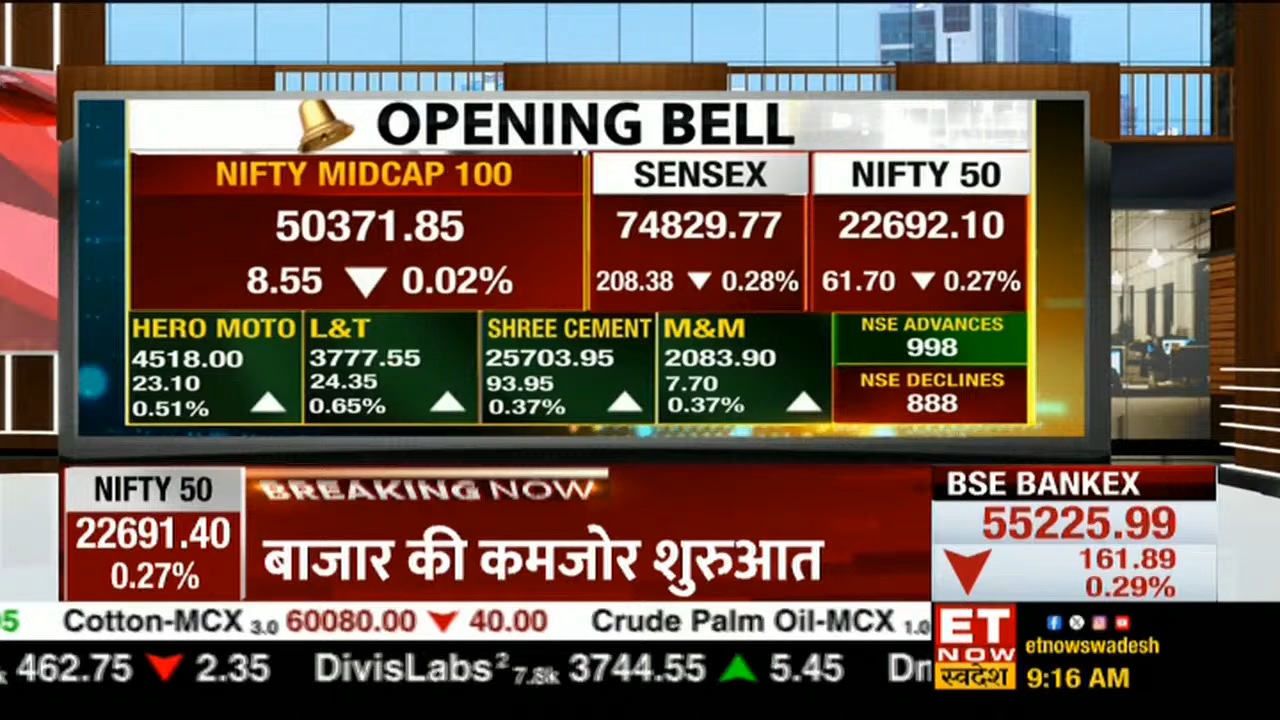 OPENING BELL
NIFTY MIDCAP 100
50371.85
8.55 ▼ 0.02%
SENSEX
74829.77
208.38 ▼ 0.28%
NIFTY 50
22692.10
61.70 ▼ 0.27%
HERO MOTO
4518.00
23.10
0.51% ▲
L&T
3777.55
24.35
0.65% ▲
SHREE CEMENT
25703.95
93.95
0.37% ▲
M&M
2083.90
7.70
0.37% ▲
NSE ADVANCES
998
NSE DECLINES
888
NIFTY 50
22691.40
0.27%
BREAKING NOW
बाजार की कमजोर शुरुआत
BSE BANKEX
55225.99
▼ 161.89
0.29%
5 Cotton-MCX 3.0 60080.00 ▼ 40.00 Crude Palm Oil-MCX 1.0
462.75 ▼ 2.35 DivisLabs² 7.8k 3744.55 ▲ 5.45
ET
NOW
स्वदेश
etnowswadesh
9:16 AM